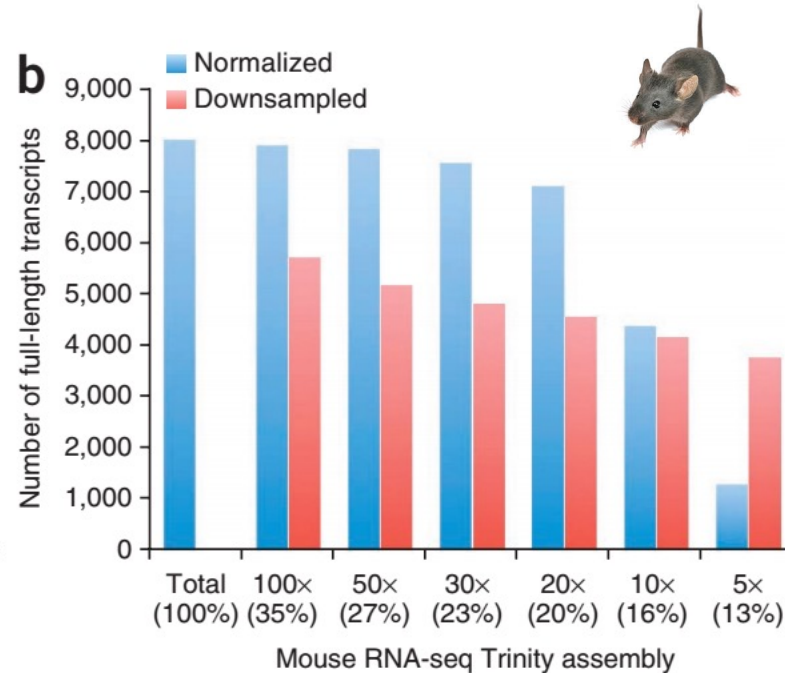 b
Normalized
Downsampled
Number of full-length transcripts
9,000
8,000
7,000
6,000
5,000
4,000
3,000
2,000
1,000
0
Total 100× 50× 30× 20× 10× 5×
(100%) (35%) (27%) (23%) (20%) (16%) (13%)
Mouse RNA-seq Trinity assembly